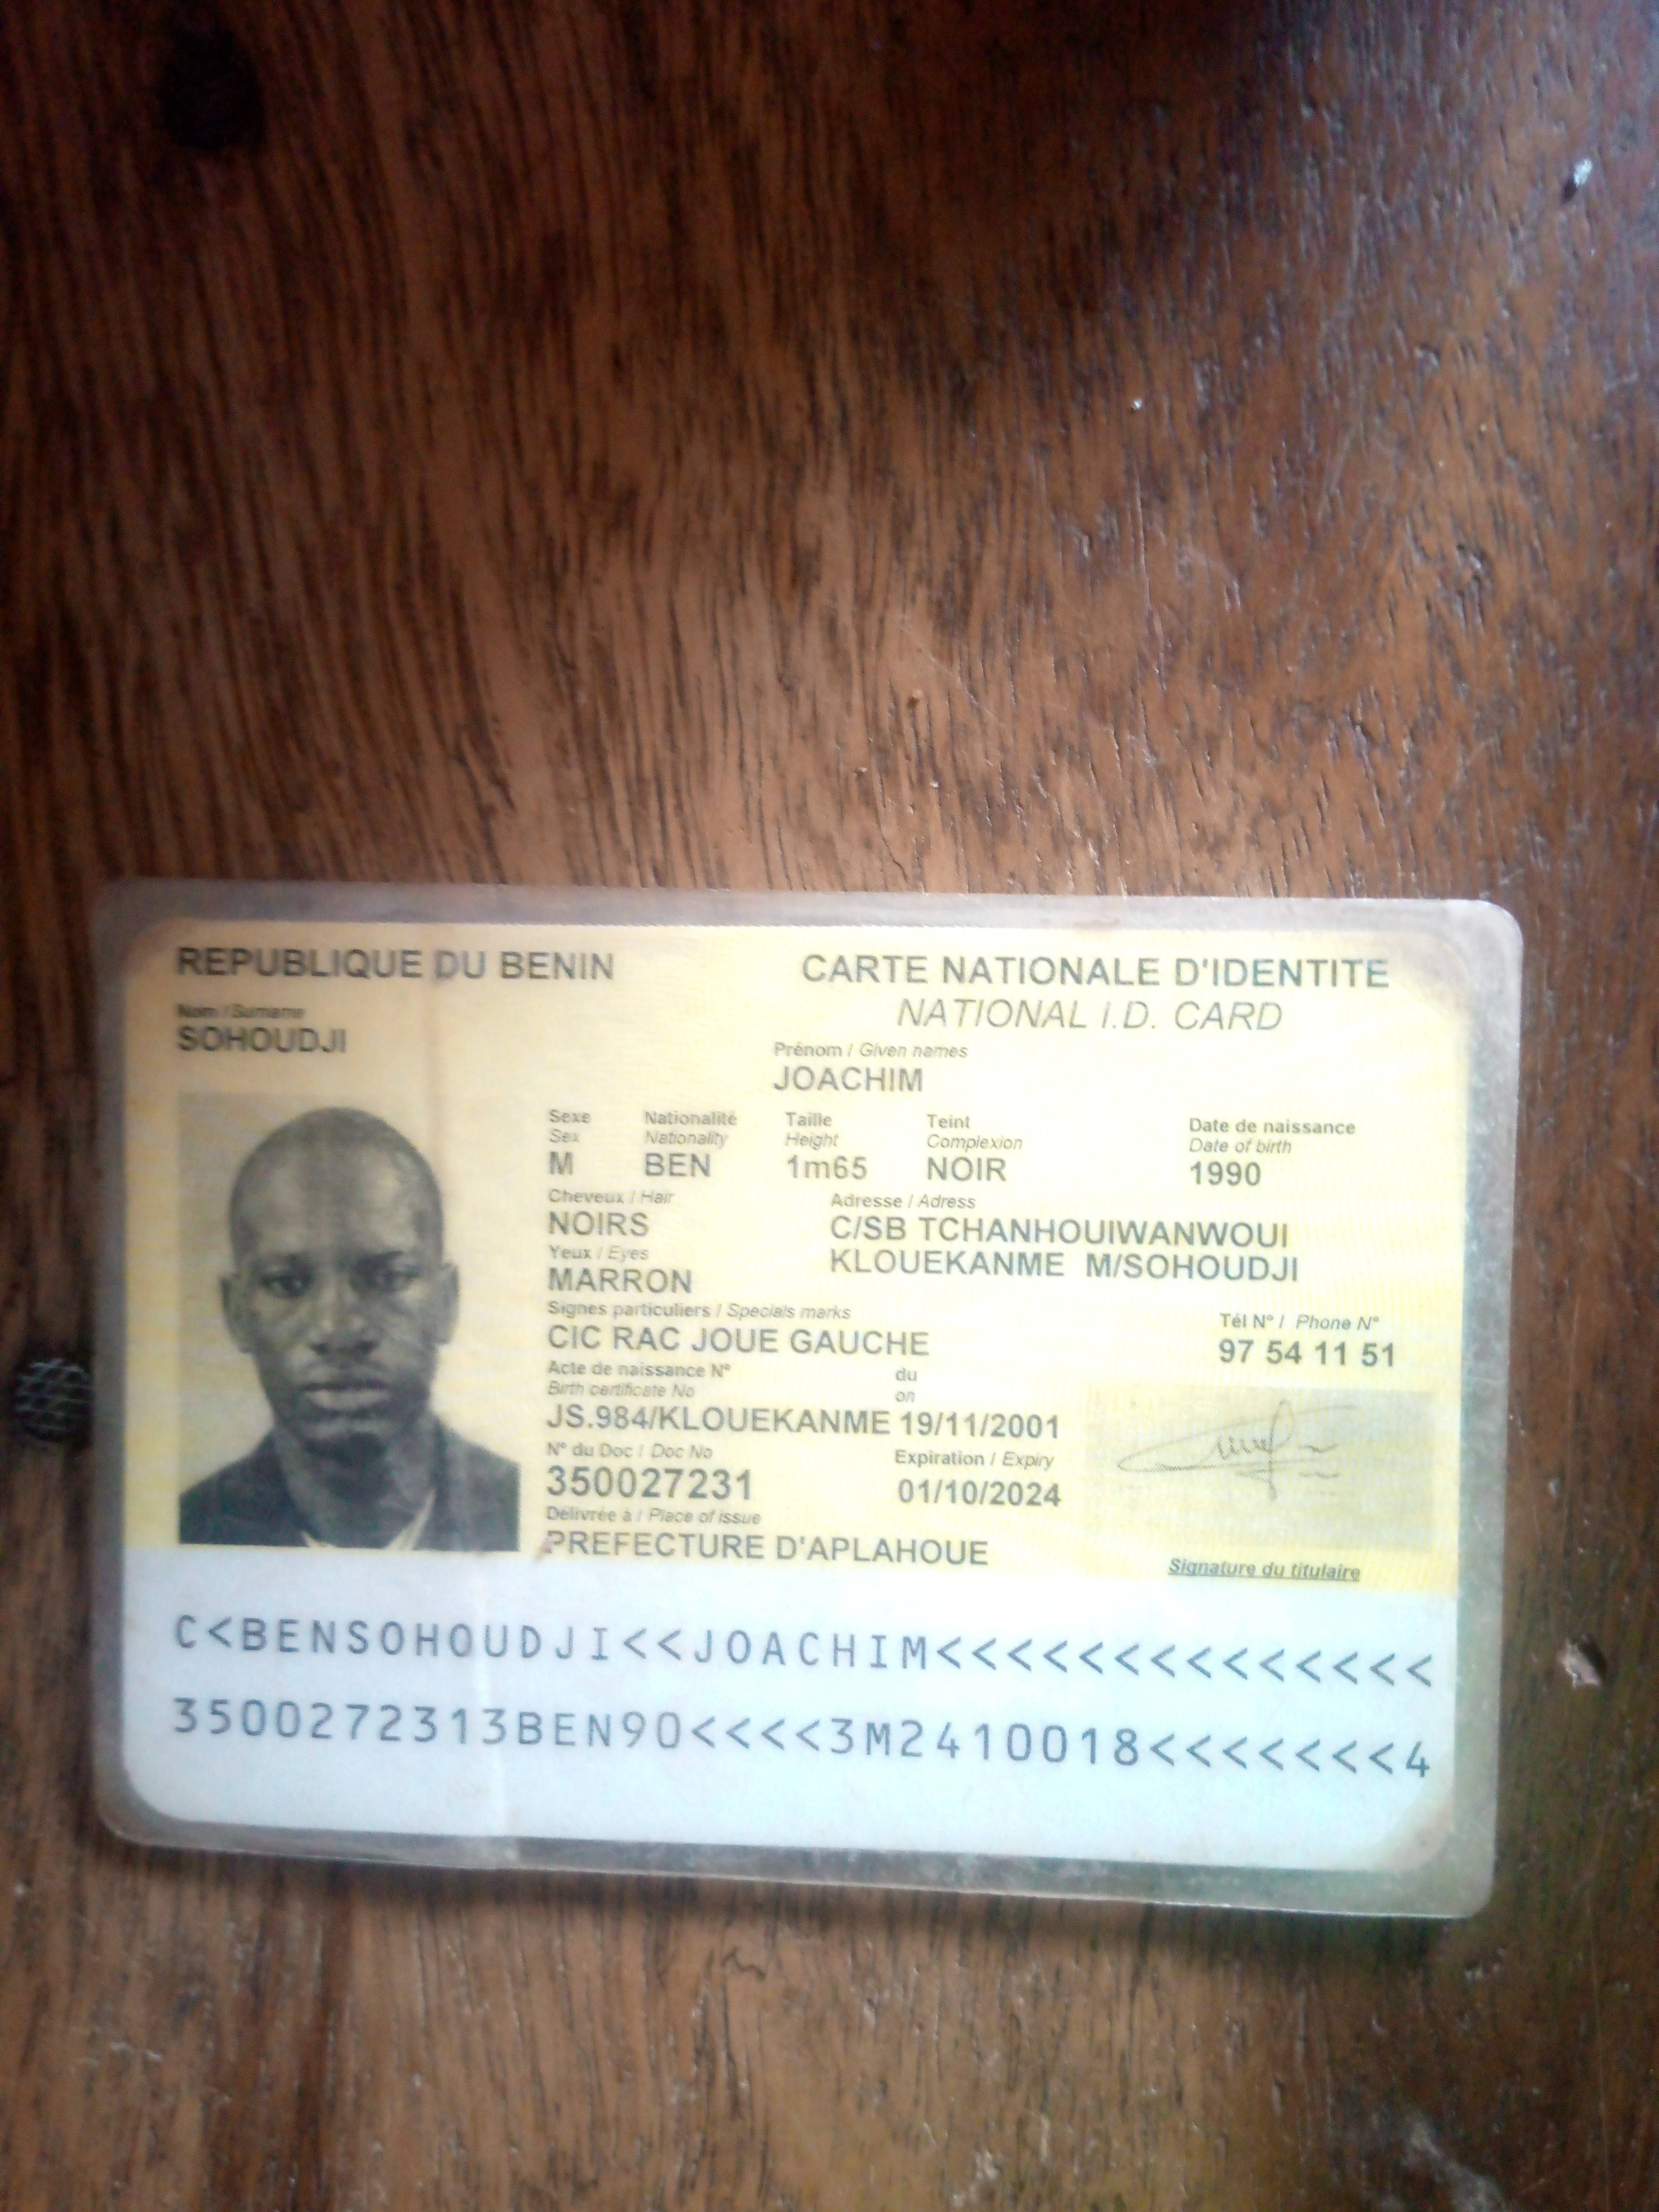 REPUBLIQUE DU BENIN
CARTE NATIONALE D'IDENTITE
NATIONAL I.D. CARD
Nom / Surname
SOHOUDJI
Prénom / Given names
JOACHIM
Sexe Nationalité Taille Teint Date de naissance
Sex Nationality Height Complexion Date of birth
M BEN 1m65 NOIR 1990
Cheveux / Hair Adresse / Adress
NOIRS C/SB TCHANHOUIWANWOUI
Yeux / Eyes KLOUEKANME M/SOHOUDJI
MARRON
Signes particuliers / Specials marks Tél N° / Phone N°
CIC RAC JOUE GAUCHE 97 54 11 51
Acte de naissance N° du
Birth certificate No on
JS.984/KLOUEKANME 19/11/2001
N° du Doc / Doc No Expiration / Expiry
350027231 01/10/2024
Délivrée à / Place of issue
PREFECTURE D'APLAHOUE
Signature du titulaire
C<BENSOHOUDJI<<JOACHIM<<<<<<<<<<<<<<
3500272313BEN90<<<<3M2410018<<<<<<<4